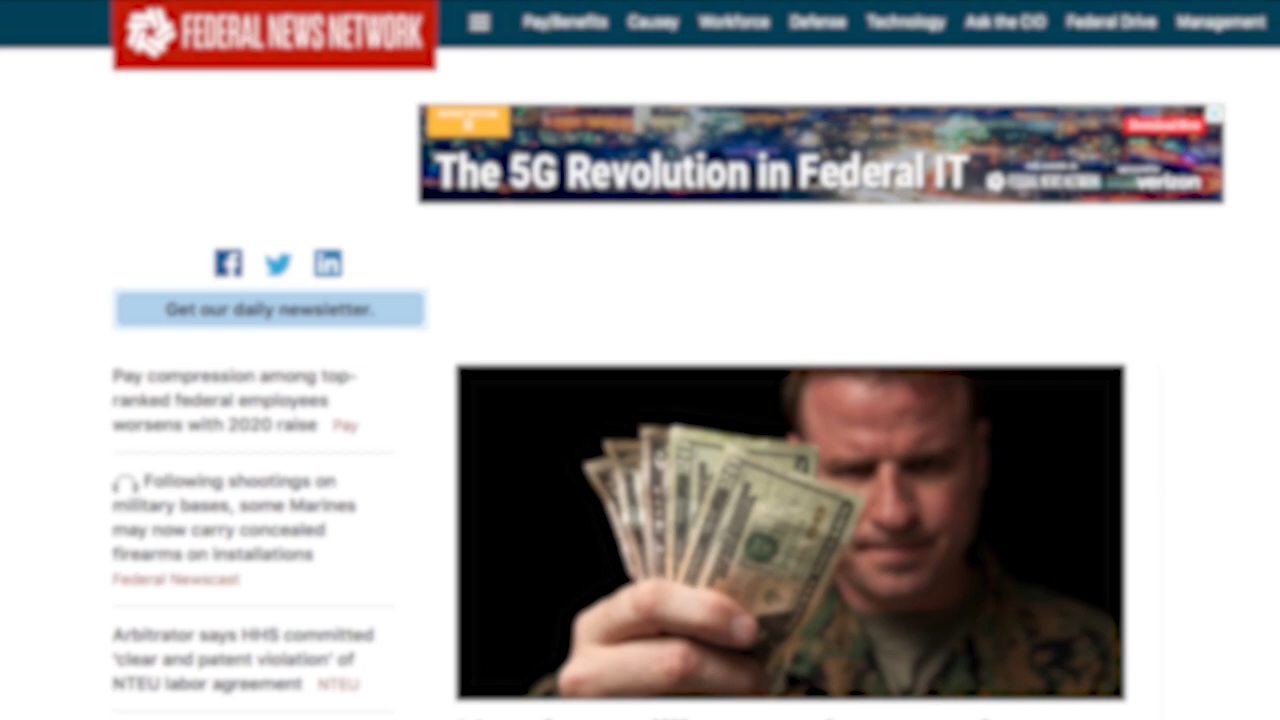 FEDERAL NEWS NETWORK
Pay/Benefits Causey Workforce Defense Technology Ask the CIO Federal Drive Management
The 5G Revolution in Federal IT
verizon
Get our daily newsletter.
Pay compression among top-
ranked federal employees
worsens with 2020 raise Pay
Following shootings on
military bases, some Marines
may now carry concealed
firearms on installations
Federal Newscast
Arbitrator says HHS committed
'clear and patent violation' of
NTEU labor agreement NTEU